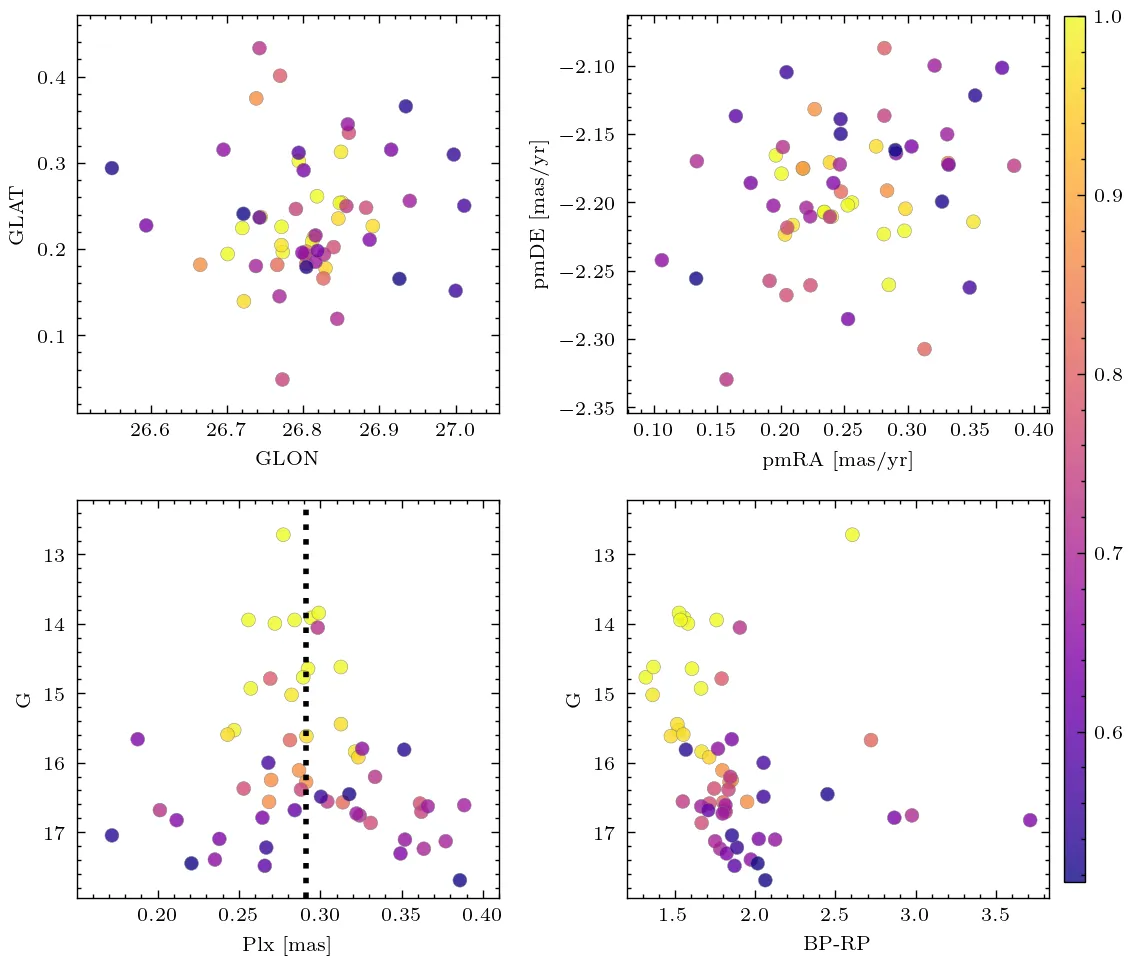 0.4
0.3
0.2
0.1
GLAT
26.6 26.7 26.8 26.9 27.0
GLON
−2.10
−2.15
−2.20
−2.25
−2.30
−2.35
pmDE [mas/yr]
0.10 0.15 0.20 0.25 0.30 0.35 0.40
pmRA [mas/yr]
1.0
0.9
0.8
0.7
0.6
13
14
15
16
17
G
0.20 0.25 0.30 0.35 0.40
Plx [mas]
13
14
15
16
17
G
1.5 2.0 2.5 3.0 3.5
BP-RP